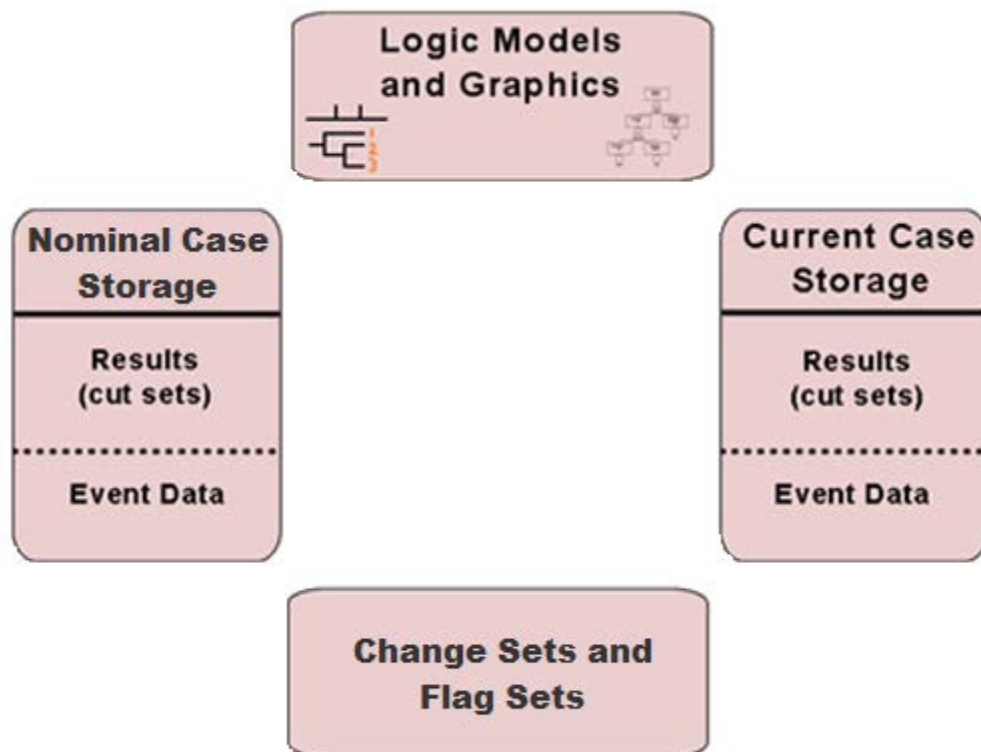 Logic Models
and Graphics
Nominal Case
Storage
Results
(cut sets)
Event Data
Current Case
Storage
Results
(cut sets)
Event Data
Change Sets and
Flag Sets